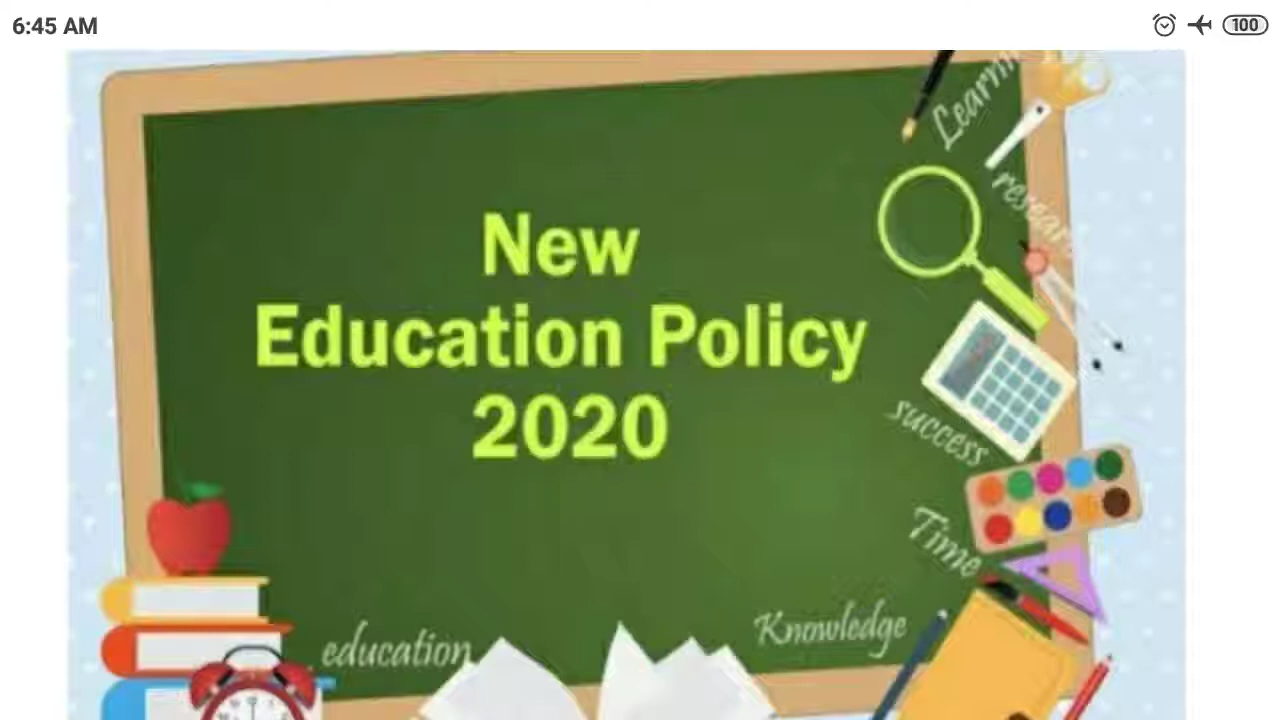 6:45 AM
100
New
Education Policy
2020
success
Time
education
Knowledge